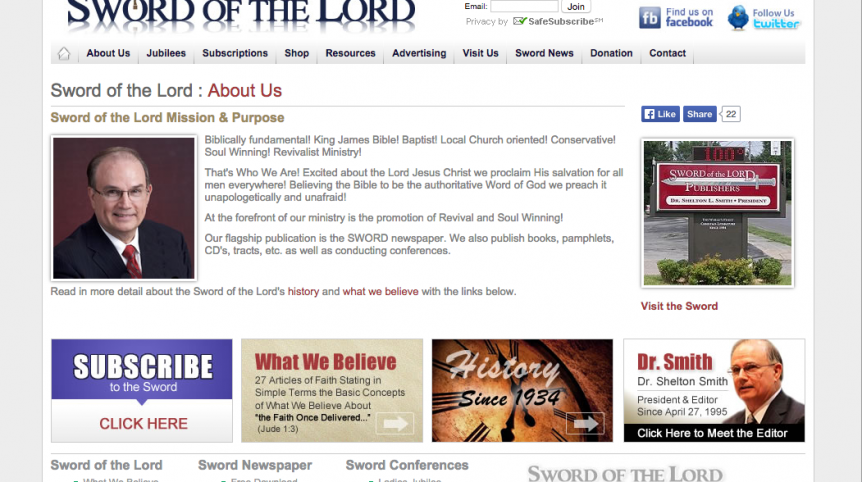 SWORD OF THE LORD
Email:
Join
Privacy by SafeSubscribe SM
Find us on
facebook
Follow Us
twitter
About Us
Jubilees
Subscriptions
Shop
Resources
Advertising
Visit Us
Sword News
Donation
Contact
Sword of the Lord : About Us
Sword of the Lord Mission & Purpose
Biblically fundamental! King James Bible! Baptist! Local Church oriented! Conservative!
Soul Winning! Revivalist Ministry!
That's Who We Are! Excited about the Lord Jesus Christ we proclaim His salvation for all
men everywhere! Believing the Bible to be the authoritative Word of God we preach it
unapologetically and unafraid!
At the forefront of our ministry is the promotion of Revival and Soul Winning!
Our flagship publication is the SWORD newspaper. We also publish books, pamphlets,
CD's, tracts, etc. as well as conducting conferences.
Read in more detail about the Sword of the Lord's history and what we believe with the links below.
Like
Share
22
100°
SWORD of the LORD
PUBLISHERS
DR. SHELTON L. SMITH • PRESIDENT
Visit the Sword
SUBSCRIBE
to the Sword
CLICK HERE
What We Believe
27 Articles of Faith Stating in
Simple Terms the Basic Concepts
of What We Believe About
"the Faith Once Delivered..."
(Jude 1:3)
History
Since 1934
Dr. Smith
Dr. Shelton Smith
President & Editor
Since April 27, 1995
Click Here to Meet the Editor
Sword of the Lord
What We Believe
Sword Newspaper
Free Download
Sword Conferences
Ladies Jubilee
SWORD OF THE LORD